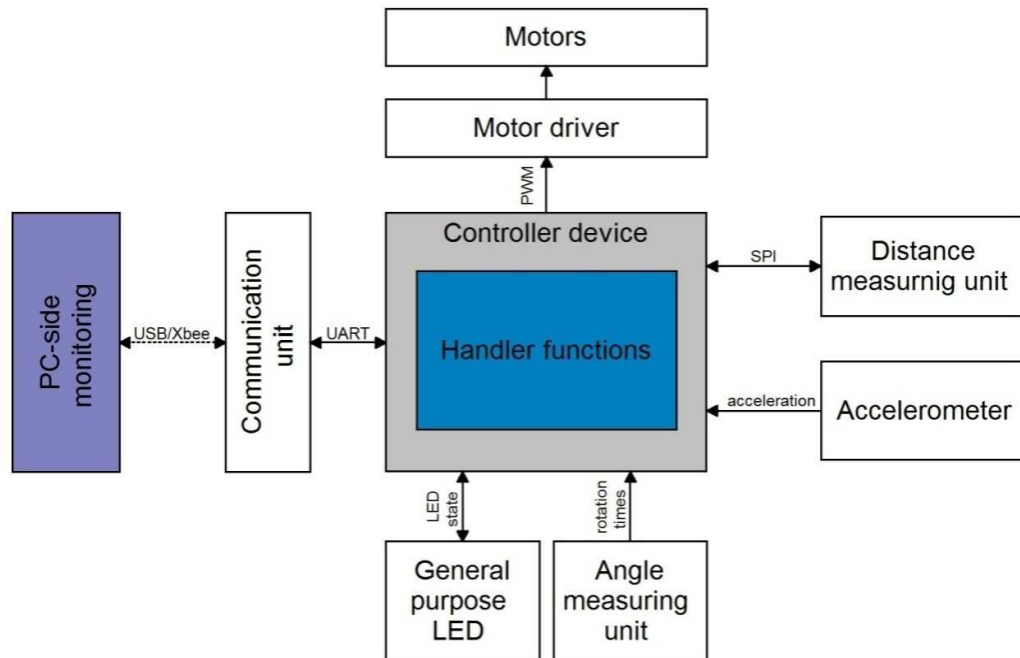 Motors
Motor driver
PWM
Controller device
Handler functions
PC-side
monitoring
USB/Xbee
Communication
unit
UART
SPI
Distance
measurnig unit
acceleration
Accelerometer
LED
state
rotation
times
General
purpose
LED
Angle
measuring
unit